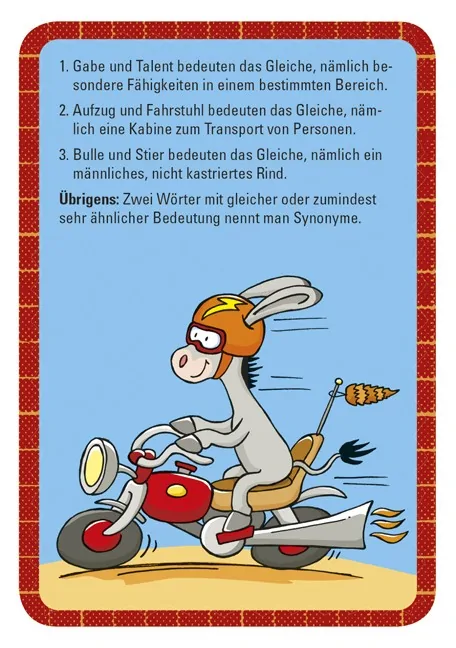 1. Gabe und Talent bedeuten das Gleiche, nämlich be-
sondere Fähigkeiten in einem bestimmten Bereich.
2. Aufzug und Fahrstuhl bedeuten das Gleiche, näm-
lich eine Kabine zum Transport von Personen.
3. Bulle und Stier bedeuten das Gleiche, nämlich ein
männliches, nicht kastriertes Rind.
Übrigens: Zwei Wörter mit gleicher oder zumindest
sehr ähnlicher Bedeutung nennt man Synonyme.